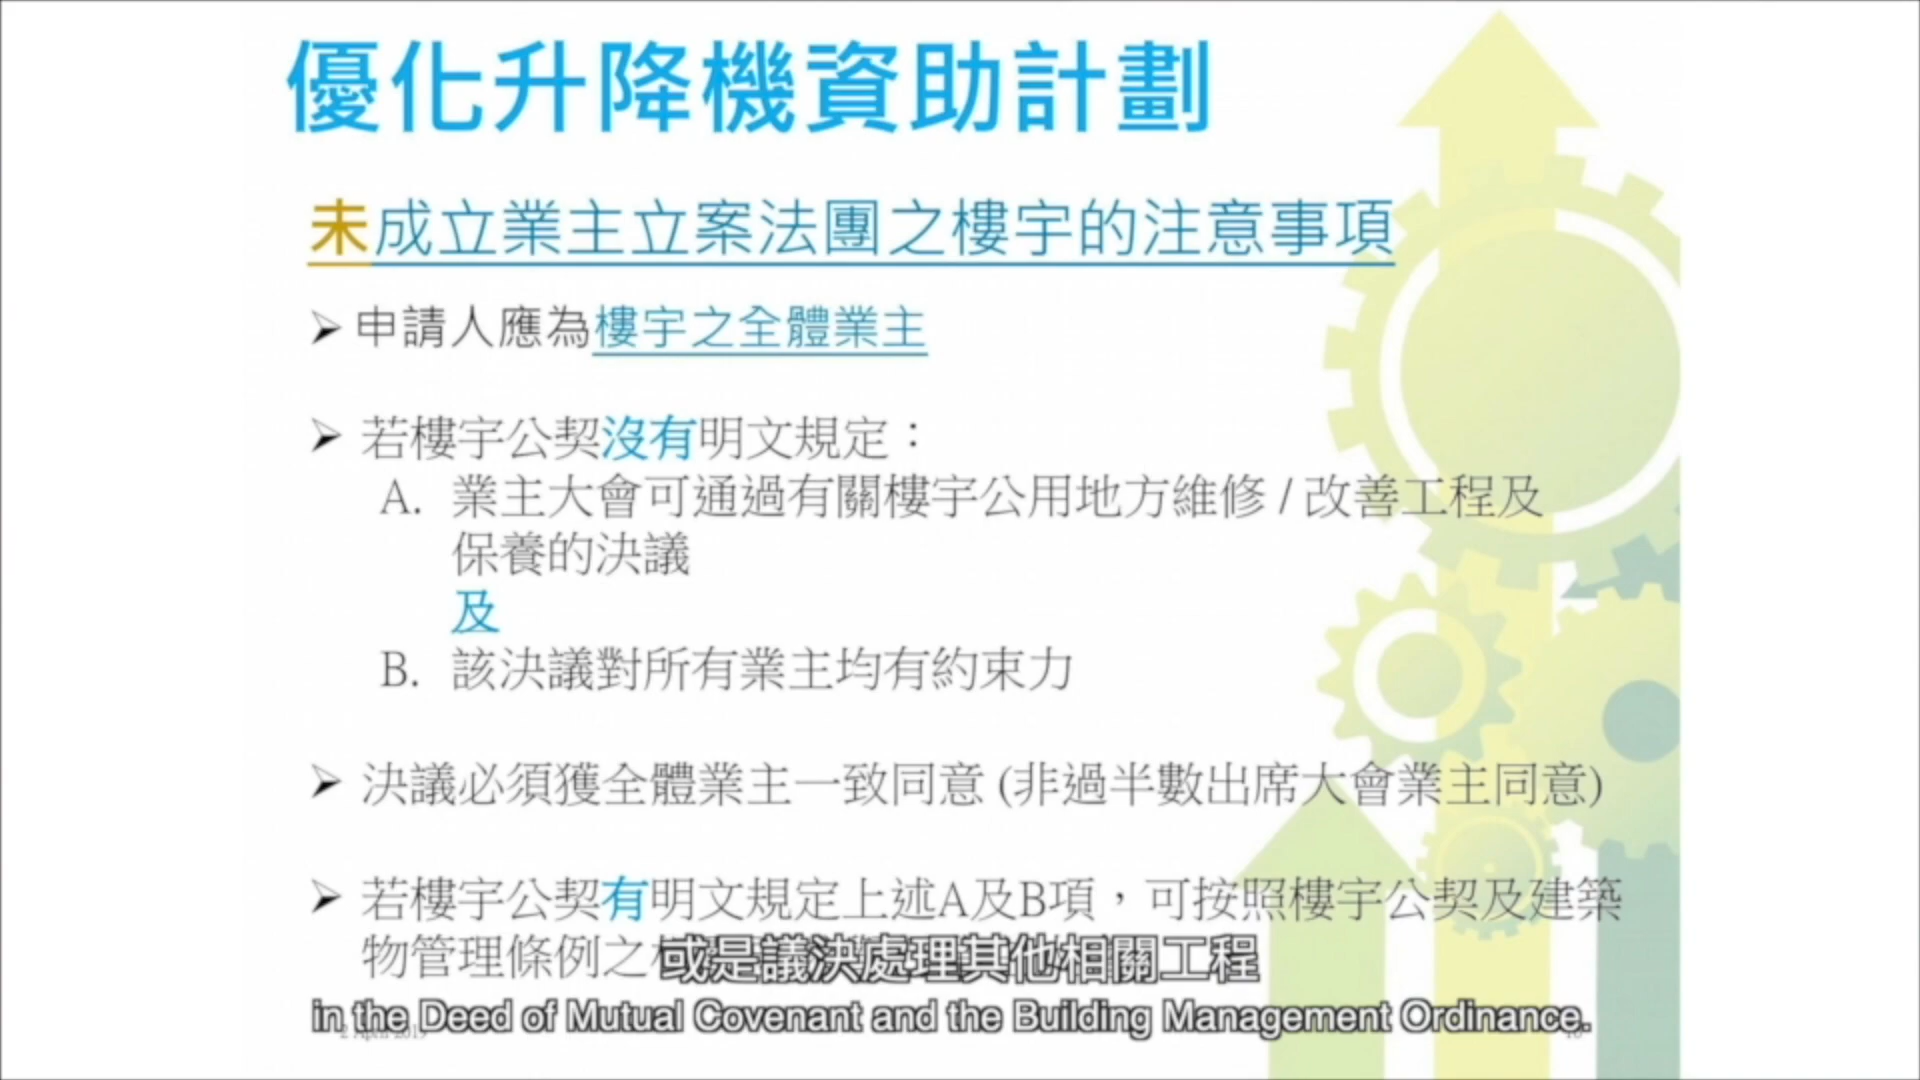 優化升降機資助計劃
未成立業主立案法團之樓宇的注意事項
➢ 申請人應為樓宇之全體業主
➢ 若樓宇公契沒有明文規定：
A. 業主大會可通過有關樓宇公用地方維修 / 改善工程及
保養的決議
及
B. 該決議對所有業主均有約束力
➢ 決議必須獲全體業主一致同意 (非過半數出席大會業主同意)
➢ 若樓宇公契有明文規定上述A及B項，可按照樓宇公契及建築
物管理條例之
或是議決處理其他相關工程
in the Deed of Mutual Covenant and the Building Management Ordinance.